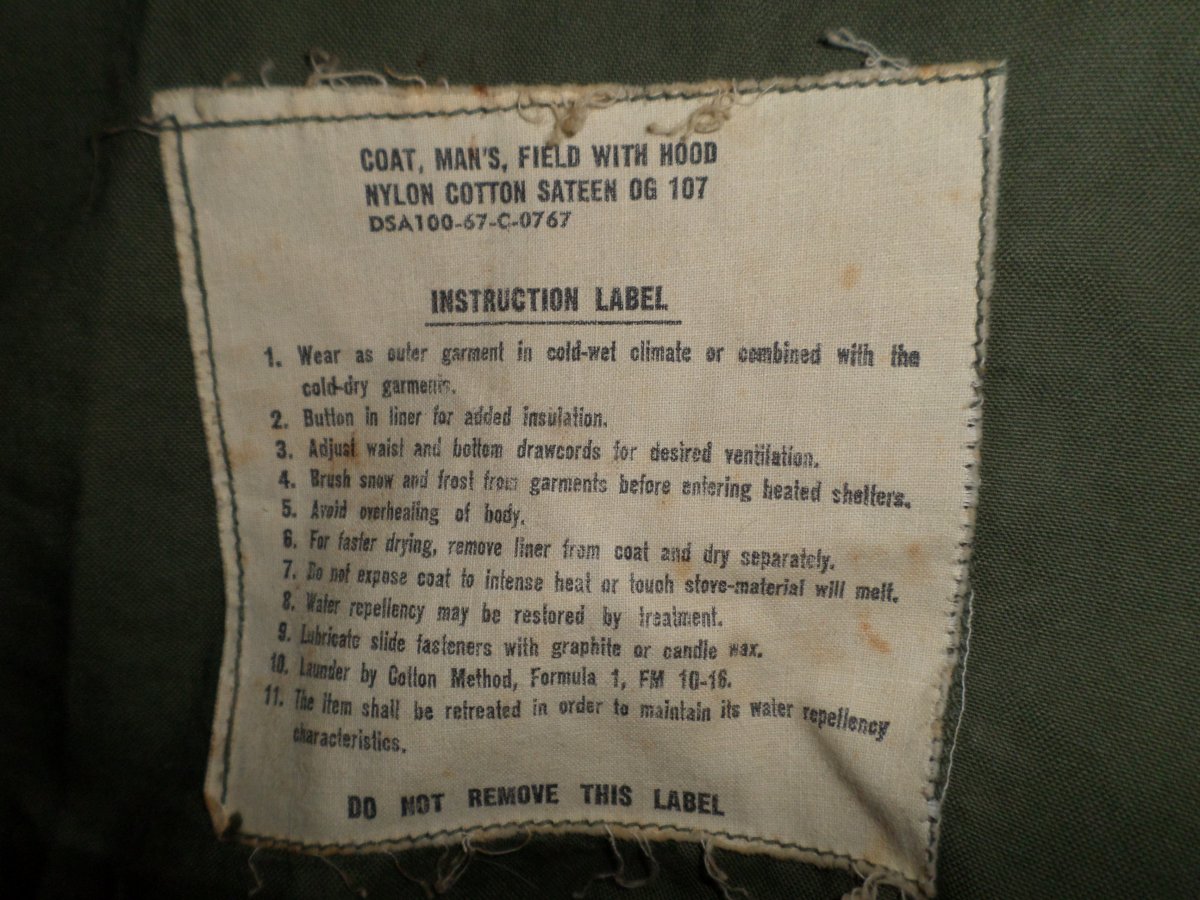 COAT, MAN'S, FIELD WITH HOOD
NYLON COTTON SATEEN OG 107
DSA100-67-C-0767
INSTRUCTION LABEL
1. Wear as outer garment in cold-wet climate or combined with the
cold-dry garments.
2. Button in liner for added insulation.
3. Adjust waist and bottom drawcords for desired ventilation.
4. Brush snow and frost from garments before entering heated shelters.
5. Avoid overheating of body.
6. For faster drying, remove liner from coat and dry separately.
7. Do not expose coat to intense heat or touch stove-material will melt.
8. Water repellency may be restored by treatment.
9. Lubricate slide fasteners with graphite or candle wax.
10. Launder by Cotton Method, Formula 1, FM 10-16.
11. The item shall be retreated in order to maintain its water repellency
characteristics.
DO NOT REMOVE THIS LABEL